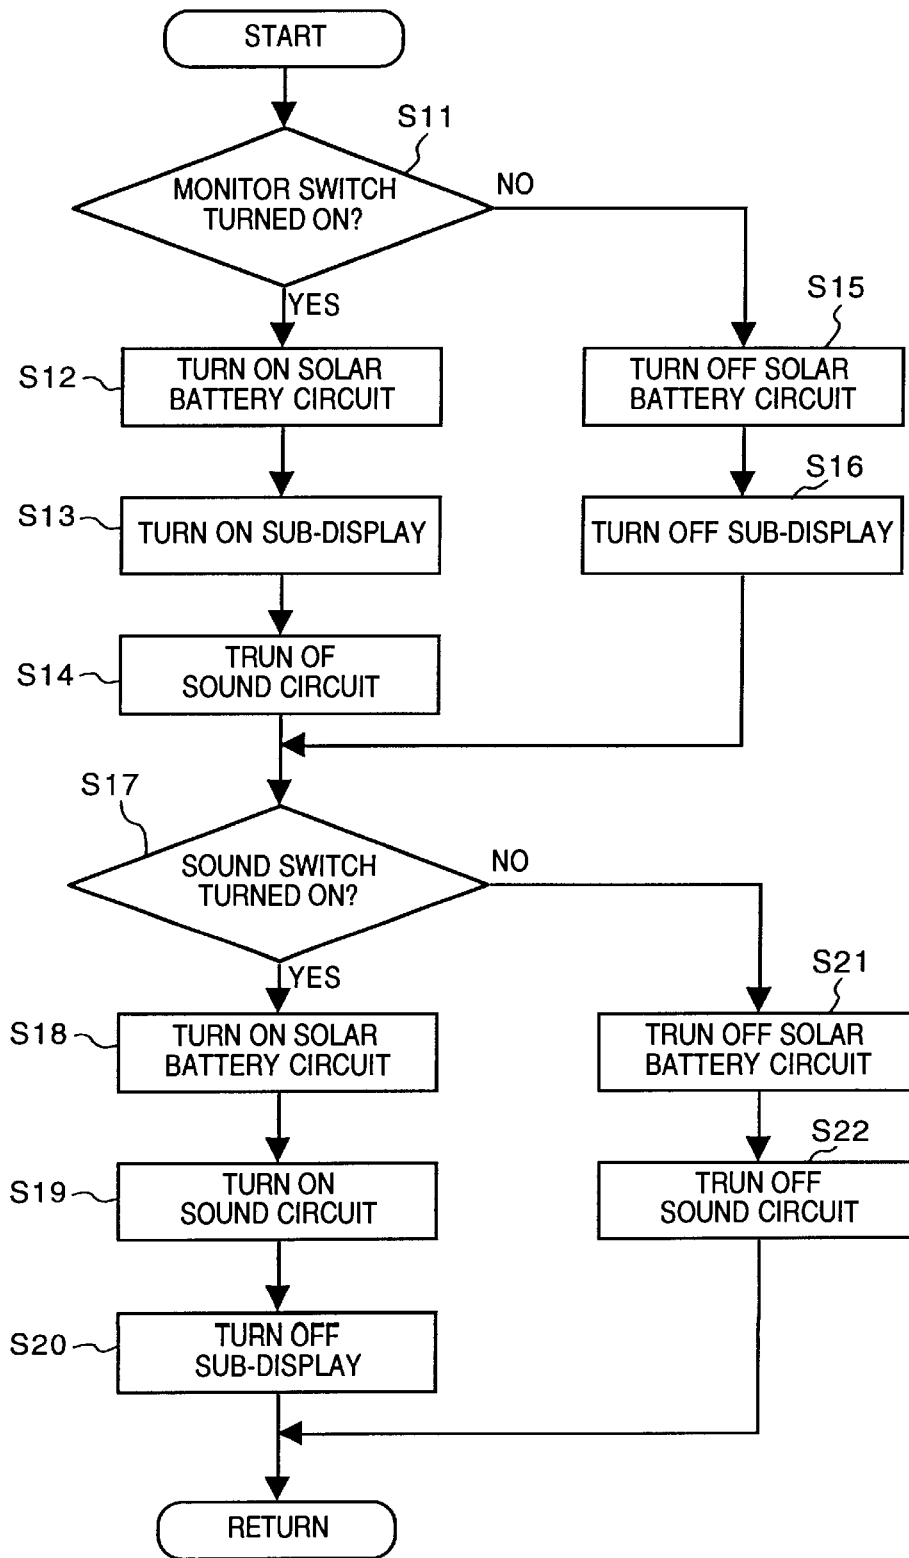 START
S11
MONITOR SWITCH
TURNED ON?
NO
YES
S12
TURN ON SOLAR
BATTERY CIRCUIT
S15
TURN OFF SOLAR
BATTERY CIRCUIT
S13
TURN ON SUB-DISPLAY
S16
TURN OFF SUB-DISPLAY
S14
TRUN OF
SOUND CIRCUIT
S17
SOUND SWITCH
TURNED ON?
NO
YES
S18
TURN ON SOLAR
BATTERY CIRCUIT
S21
TRUN OFF SOLAR
BATTERY CIRCUIT
S19
TURN ON
SOUND CIRCUIT
S22
TRUN OFF
SOUND CIRCUIT
S20
TURN OFF
SUB-DISPLAY
RETURN